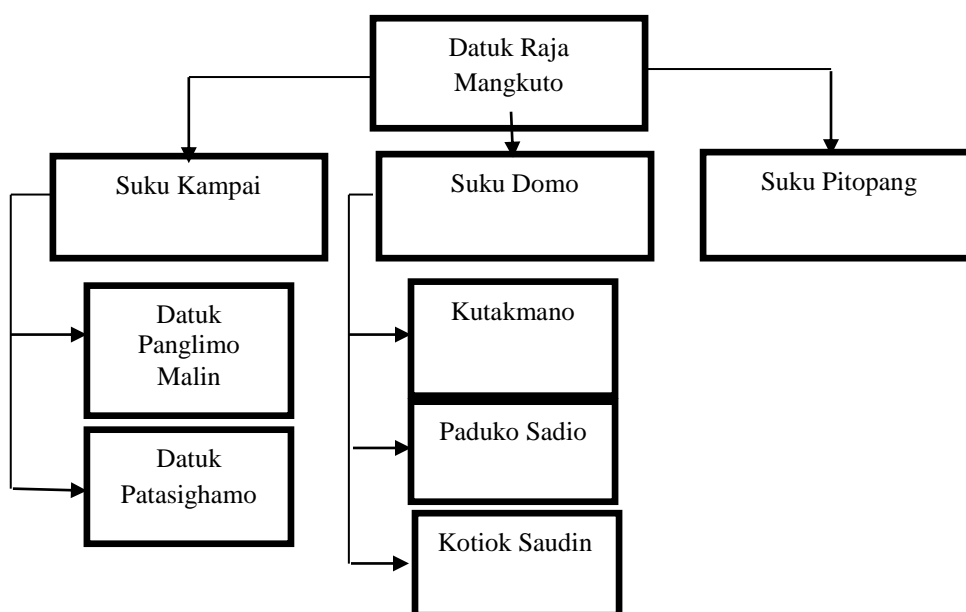 Datuk Raja
Mangkuto
Suku Kampai
Suku Domo
Suku Pitopang
Datuk
Panglimo
Malin
Datuk
Patasighamo
Kutakmano
Paduko Sadio
Kotiok Saudin